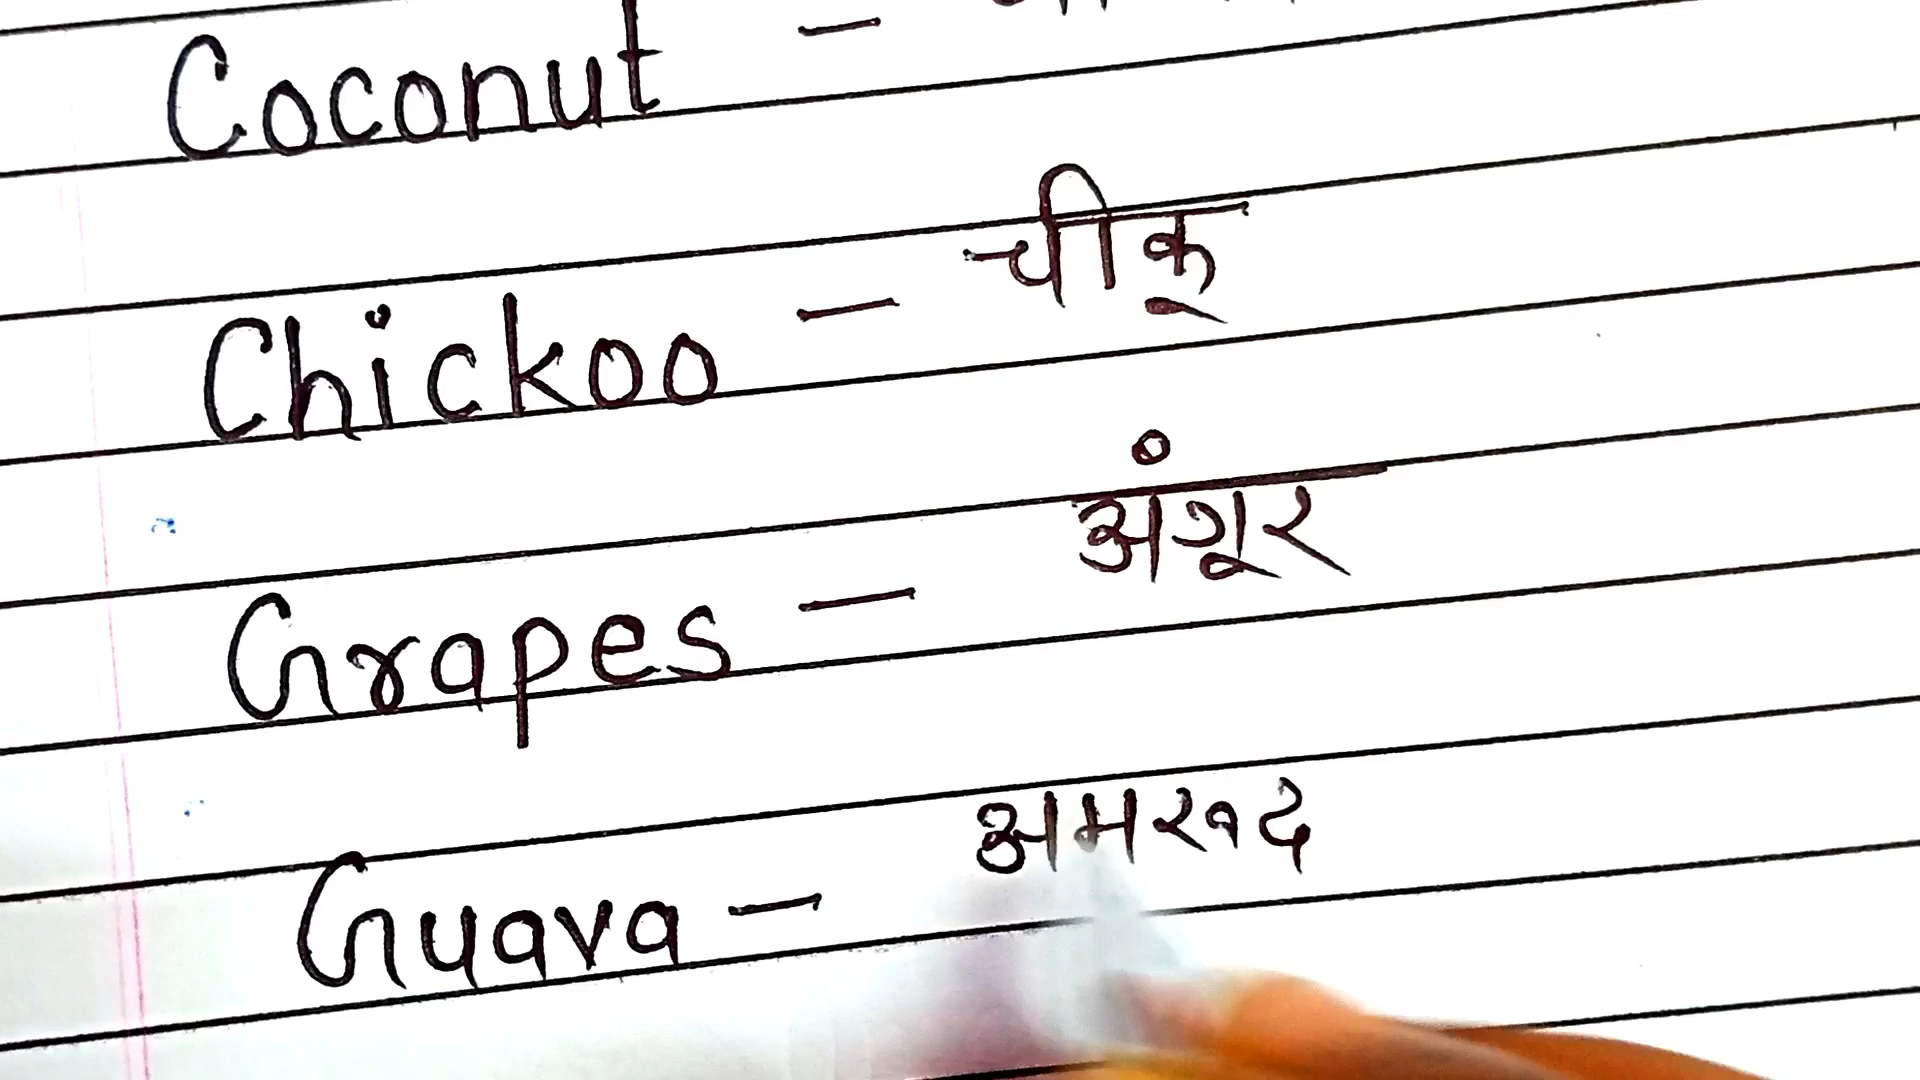 Coconut -
Chickoo - चीकू
Grapes - अंगूर
Guava - अमरूद